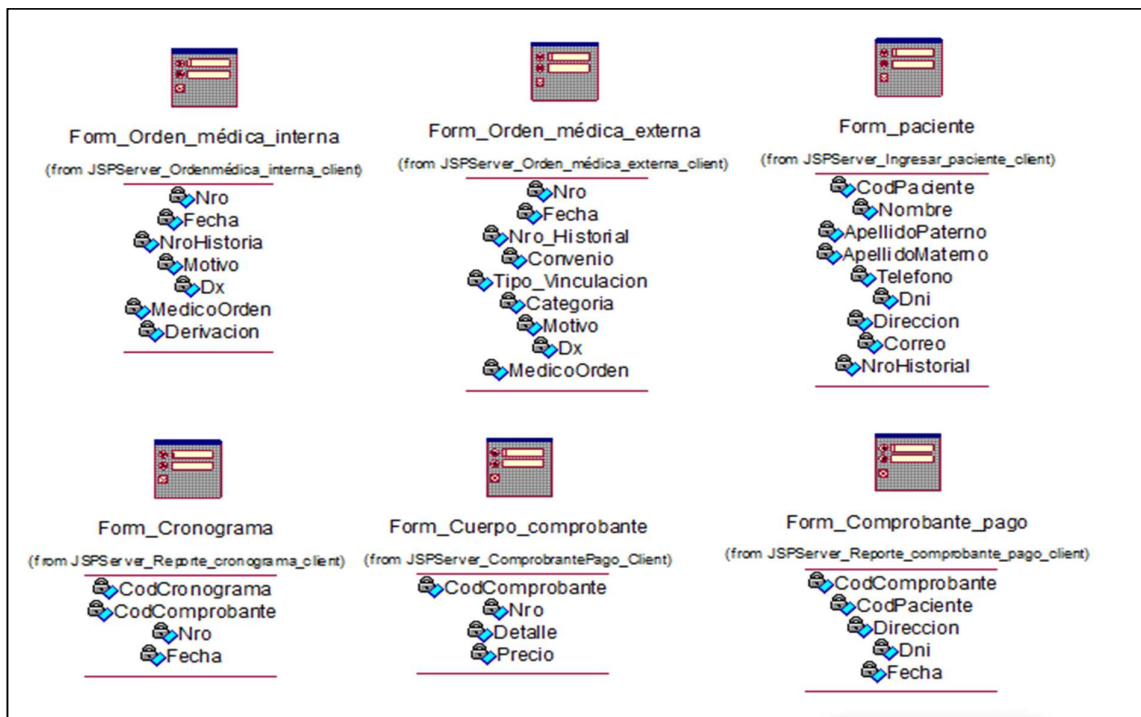 Form_Orden_médica_interna
(from JSPServer_Ordenmédica_interna_client)
Nro
Fecha
NroHistoria
Motivo
Dx
MedicoOrden
Derivacion
Form_Orden_médica_externa
(from JSPServer_Orden_médica_externa_client)
Nro
Fecha
Nro_Historial
Convenio
Tipo_Vinculacion
Categoria
Motivo
Dx
MedicoOrden
Form_paciente
(from JSPServer_Ingresar_paciente_client)
CodPaciente
Nombre
ApellidoPaterno
ApellidoMaterno
Telefono
Dni
Direccion
Correo
NroHistorial
Form_Cronograma
(from JSPServer_Reporte_cronograma_client)
CodCronograma
CodComprobante
Nro
Fecha
Form_Cuerpo_comprobante
(from JSPServer_ComprobrantePago_Client)
CodComprobante
Nro
Detalle
Precio
Form_Comprobante_pago
(from JSPServer_Reporte_comprobante_pago_client)
CodComprobante
CodPaciente
Direccion
Dni
Fecha